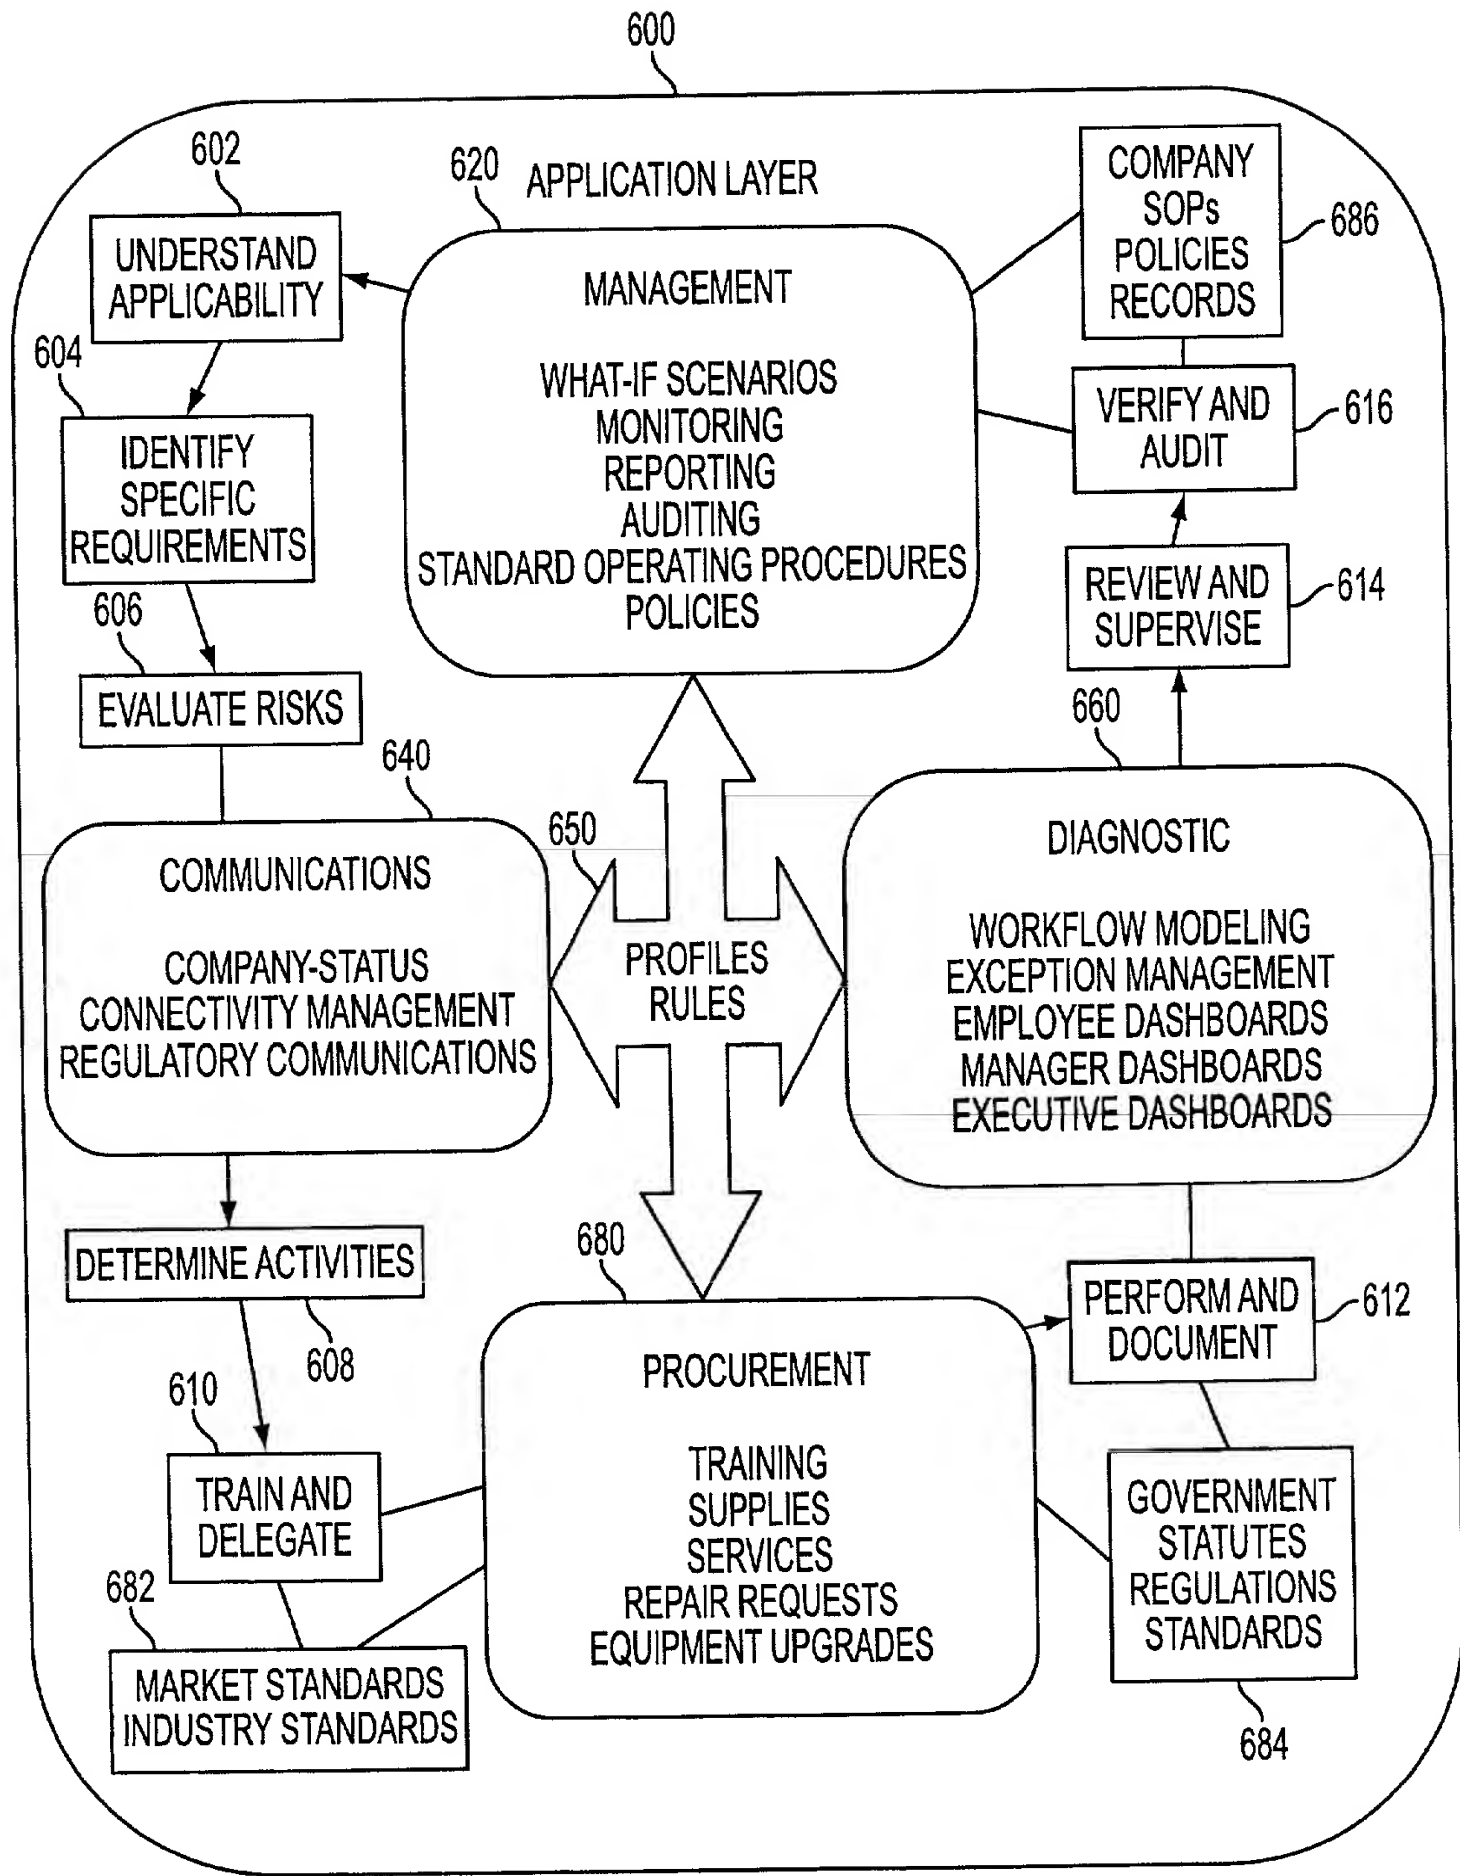 600
APPLICATION LAYER
602
UNDERSTAND
APPLICABILITY
604
IDENTIFY
SPECIFIC
REQUIREMENTS
606
EVALUATE RISKS
620
MANAGEMENT
WHAT-IF SCENARIOS
MONITORING
REPORTING
AUDITING
STANDARD OPERATING PROCEDURES
POLICIES
COMPANY
SOPs
POLICIES
RECORDS
686
VERIFY AND
AUDIT
616
REVIEW AND
SUPERVISE
614
640
COMMUNICATIONS
COMPANY-STATUS
CONNECTIVITY MANAGEMENT
REGULATORY COMMUNICATIONS
650
PROFILES
RULES
660
DIAGNOSTIC
WORKFLOW MODELING
EXCEPTION MANAGEMENT
EMPLOYEE DASHBOARDS
MANAGER DASHBOARDS
EXECUTIVE DASHBOARDS
DETERMINE ACTIVITIES
608
610
TRAIN AND
DELEGATE
682
MARKET STANDARDS
INDUSTRY STANDARDS
680
PROCUREMENT
TRAINING
SUPPLIES
SERVICES
REPAIR REQUESTS
EQUIPMENT UPGRADES
PERFORM AND
DOCUMENT
612
GOVERNMENT
STATUTES
REGULATIONS
STANDARDS
684